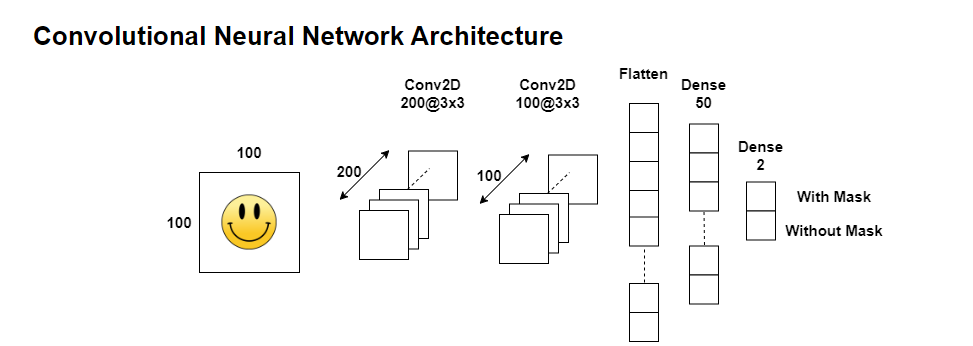 Convolutional Neural Network Architecture
100
100
Conv2D
200@3x3
200
Conv2D
100@3x3
100
Flatten
Dense
50
Dense
2
With Mask
Without Mask